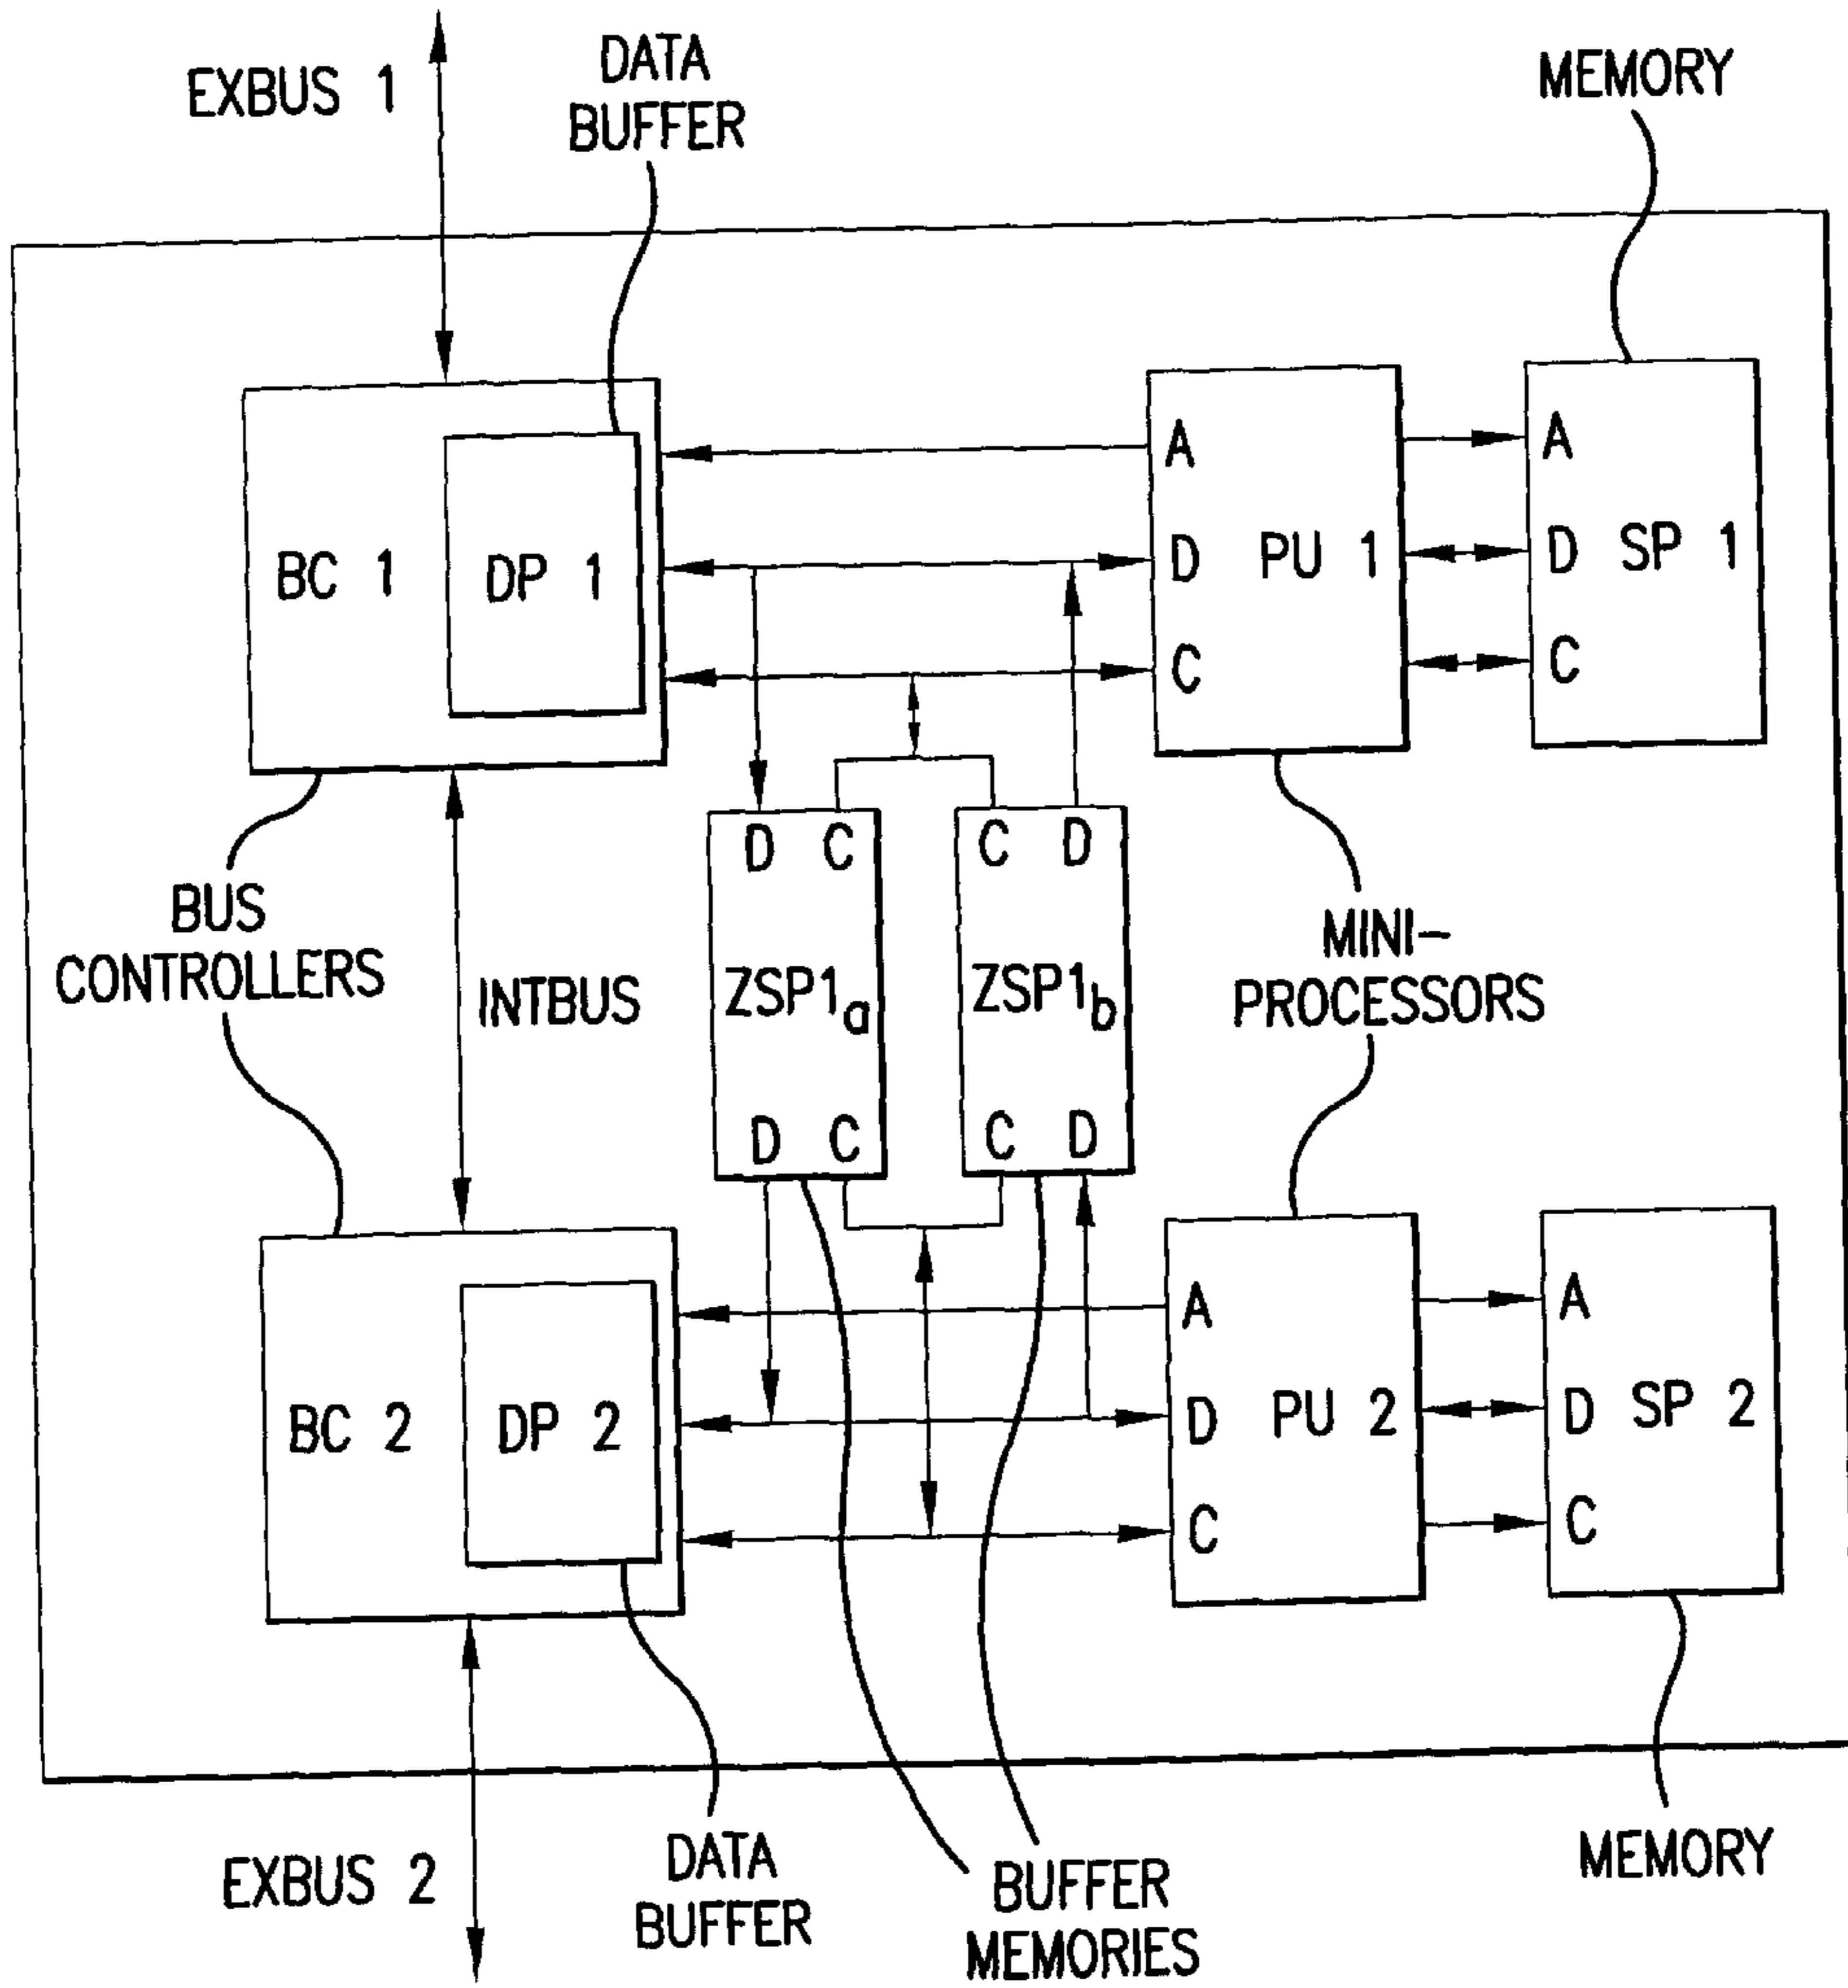 EXBUS 1
DATA
BUFFER
MEMORY
BC 1
DP 1
A
D
C
PU 1
A
D
C
SP 1
D C
ZSP1a
D C
C D
ZSP1b
C D
BUS
CONTROLLERS
INTBUS
MINI-
PROCESSORS
BC 2
DP 2
A
D
C
PU 2
A
D
C
SP 2
EXBUS 2
DATA
BUFFER
BUFFER
MEMORIES
MEMORY